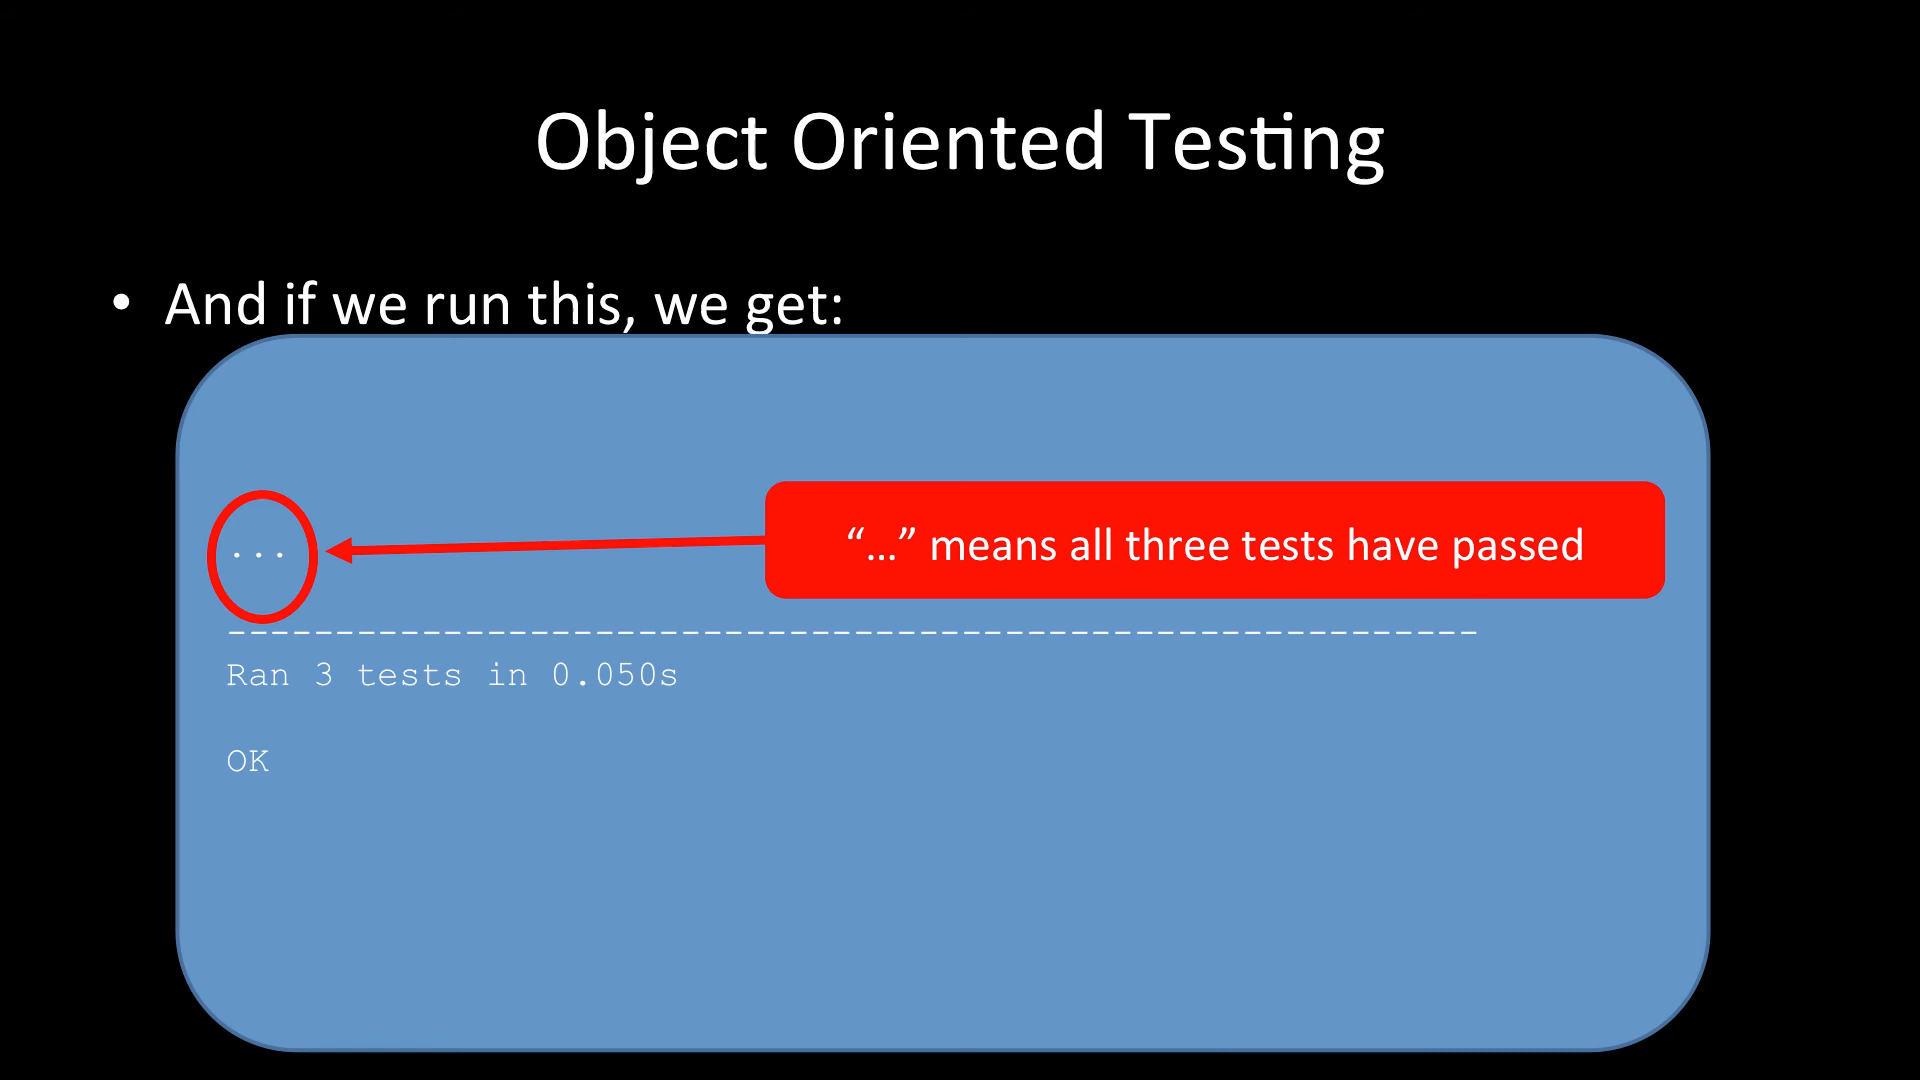 Object Oriented Testing
• And if we run this, we get:
...
“…” means all three tests have passed
----------------------------------------------------------
Ran 3 tests in 0.050s
OK